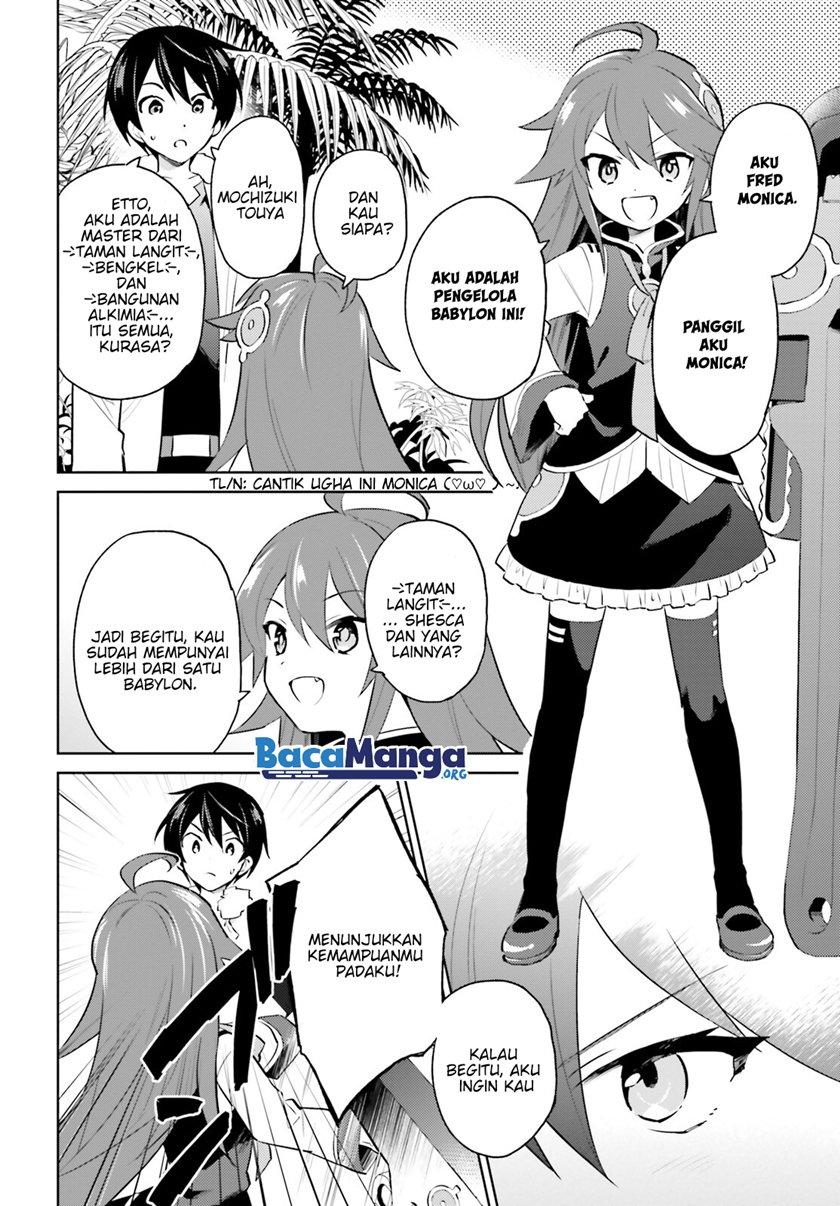 AKU
FRED
MONICA.
PANGGIL
AKU
MONICA!
AKU ADALAH
PENGELOLA
BABYLON INI!
DAN
KAU
SIAPA?
AH,
MOCHIZUKI
TOUYA
ETTO,
AKU ADALAH
MASTER DARI
->TAMAN LANGIT<-,
->BENGKEL<-,
DAN
->BANGUNAN
ALKIMIA<-...
ITU SEMUA,
KURASA?
TL/N: CANTIK UGHA INI MONICA (♡ω♡ )~~
->TAMAN
LANGIT<-...
... SHESCA
DAN YANG
LAINNYA?
JADI BEGITU, KAU
SUDAH MEMPUNYAI
LEBIH DARI SATU
BABYLON.
BacaManga
.ORG
KALAU
BEGITU, AKU
INGIN KAU
MENUNJUKKAN
KEMAMPUANMU
PADAKU!